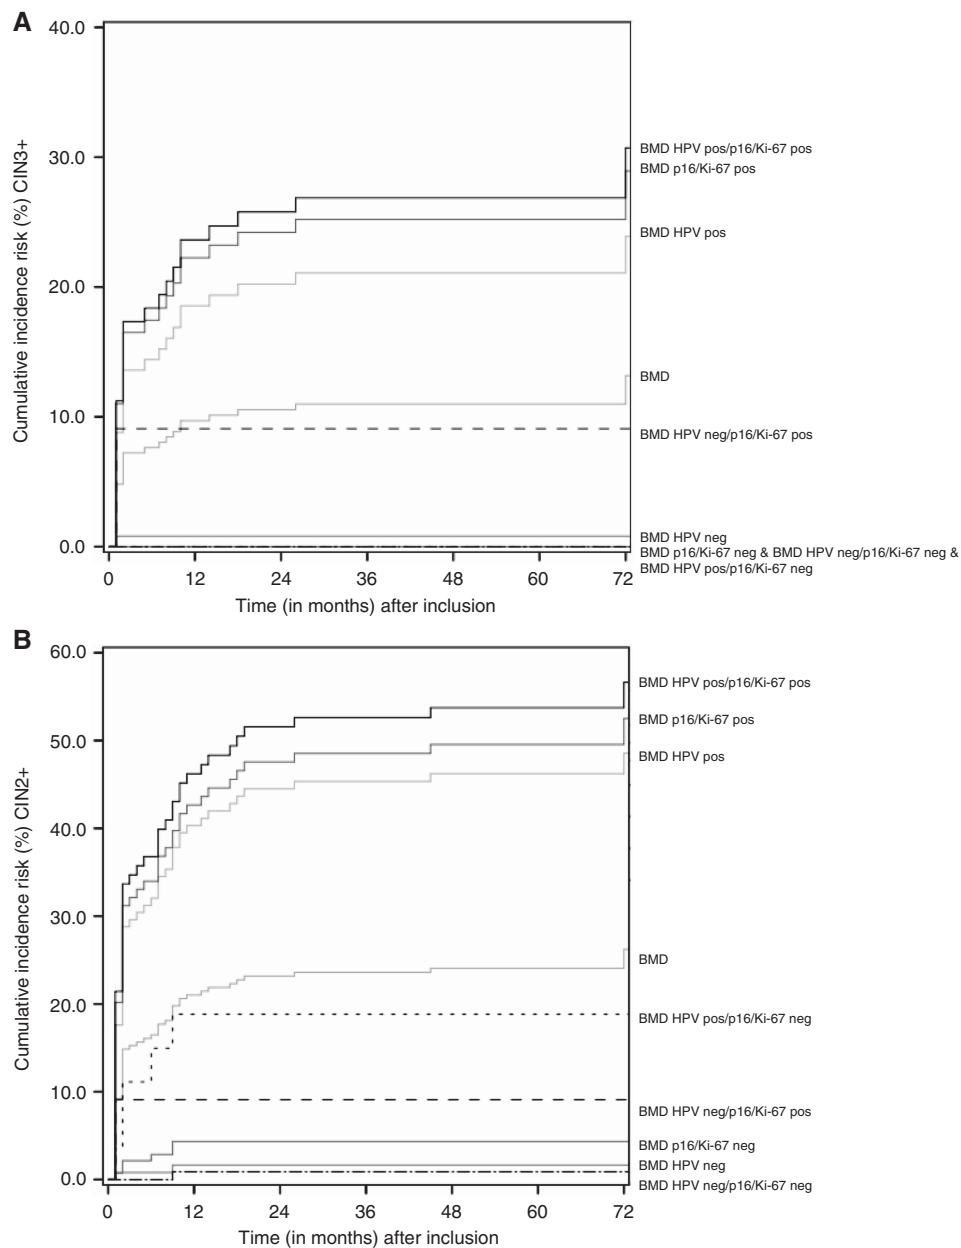 A
Cumulative incidence risk (%) CIN3+
40.0
30.0
20.0
10.0
0.0
BMD HPV pos/p16/Ki-67 pos
BMD p16/Ki-67 pos
BMD HPV pos
BMD
BMD HPV neg/p16/Ki-67 pos
BMD HPV neg
BMD p16/Ki-67 neg & BMD HPV neg/p16/Ki-67 neg &
BMD HPV pos/p16/Ki-67 neg
0 12 24 36 48 60 72
Time (in months) after inclusion
B
Cumulative incidence risk (%) CIN2+
60.0
50.0
40.0
30.0
20.0
10.0
0.0
BMD HPV pos/p16/Ki-67 pos
BMD p16/Ki-67 pos
BMD HPV pos
BMD
BMD HPV pos/p16/Ki-67 neg
BMD HPV neg/p16/Ki-67 pos
BMD p16/Ki-67 neg
BMD HPV neg
BMD HPV neg/p16/Ki-67 neg
0 12 24 36 48 60 72
Time (in months) after inclusion